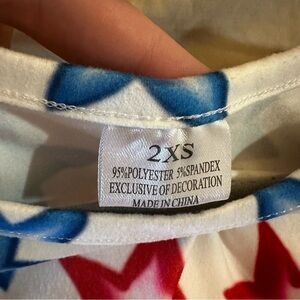 2XS
95%POLYESTER 5%SPANDEX
EXCLUSIVE OF DECORATION
MADE IN CHINA